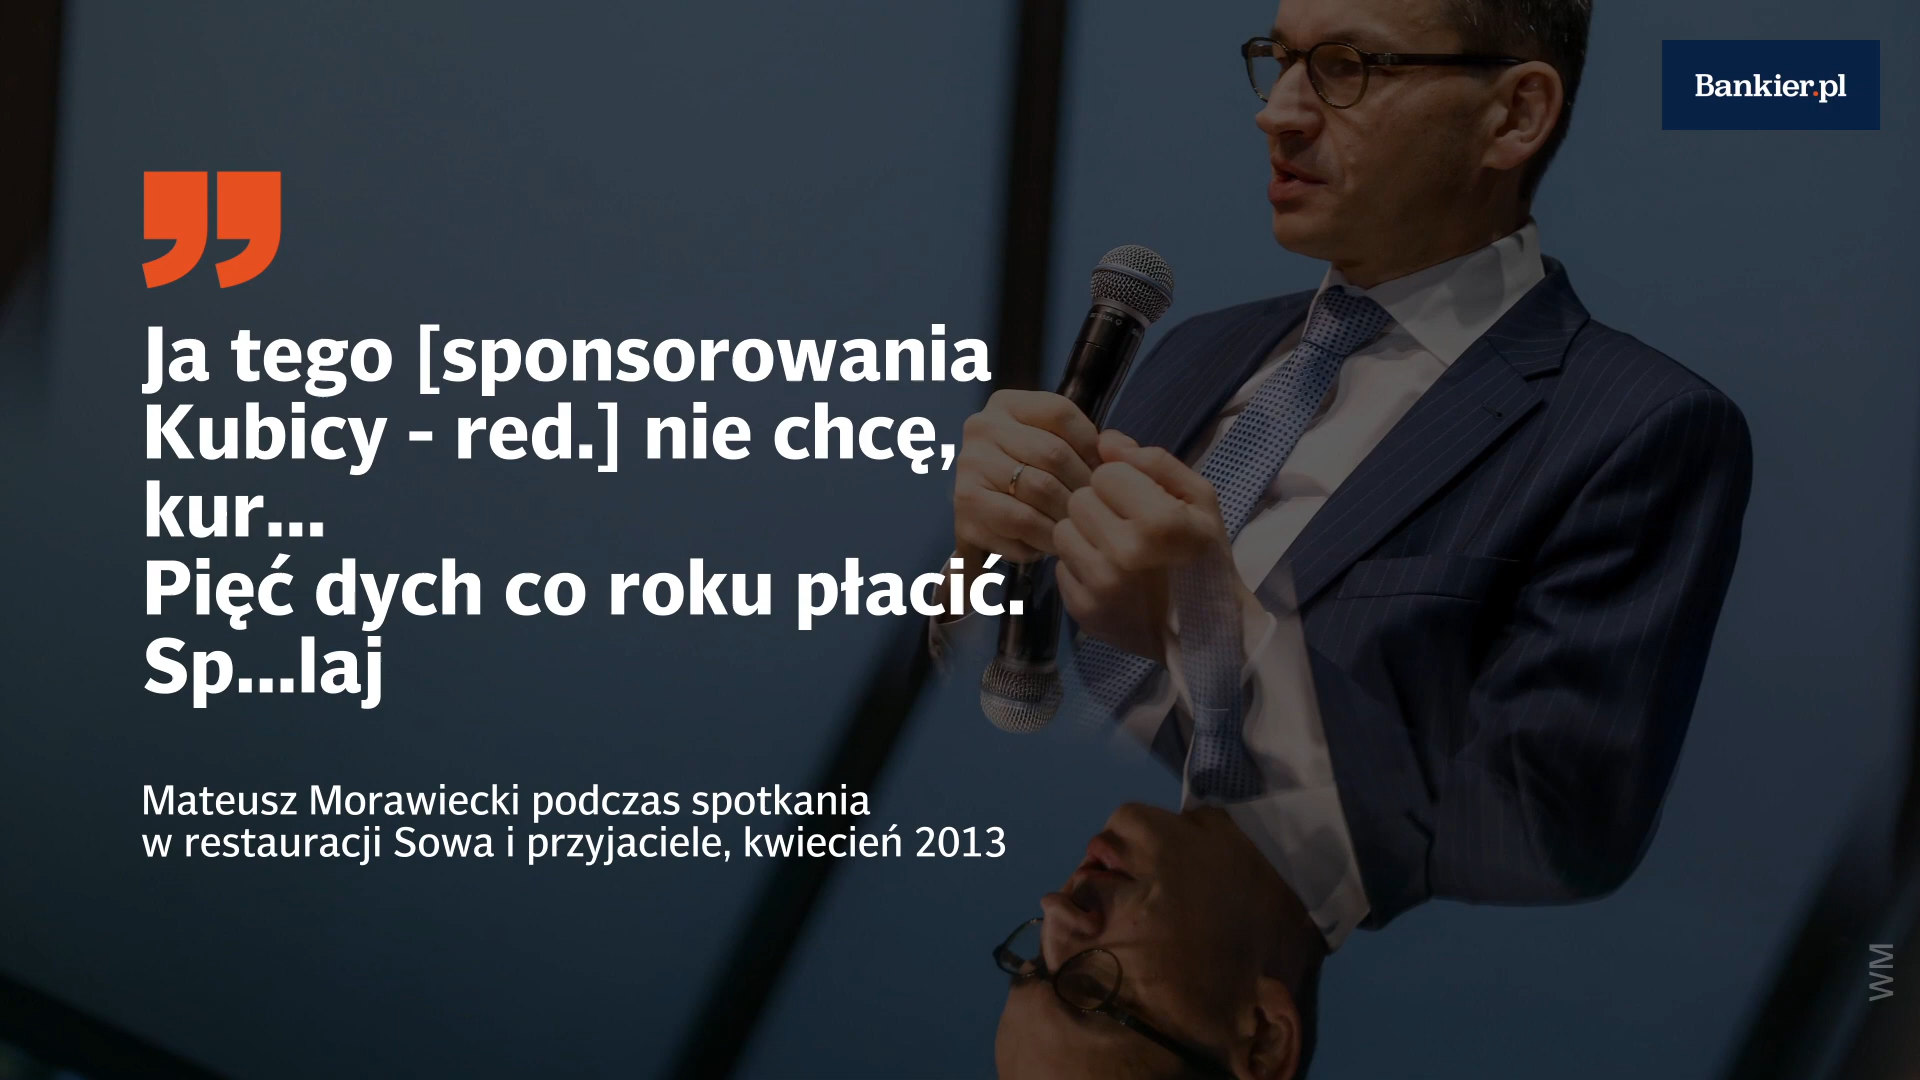 Bankier.pl
Ja tego [sponsorowania
Kubicy - red.] nie chcę,
kur...
Pięć dych co roku płacić.
Sp...laj
Mateusz Morawiecki podczas spotkania
w restauracji Sowa i przyjaciele, kwiecień 2013
WM